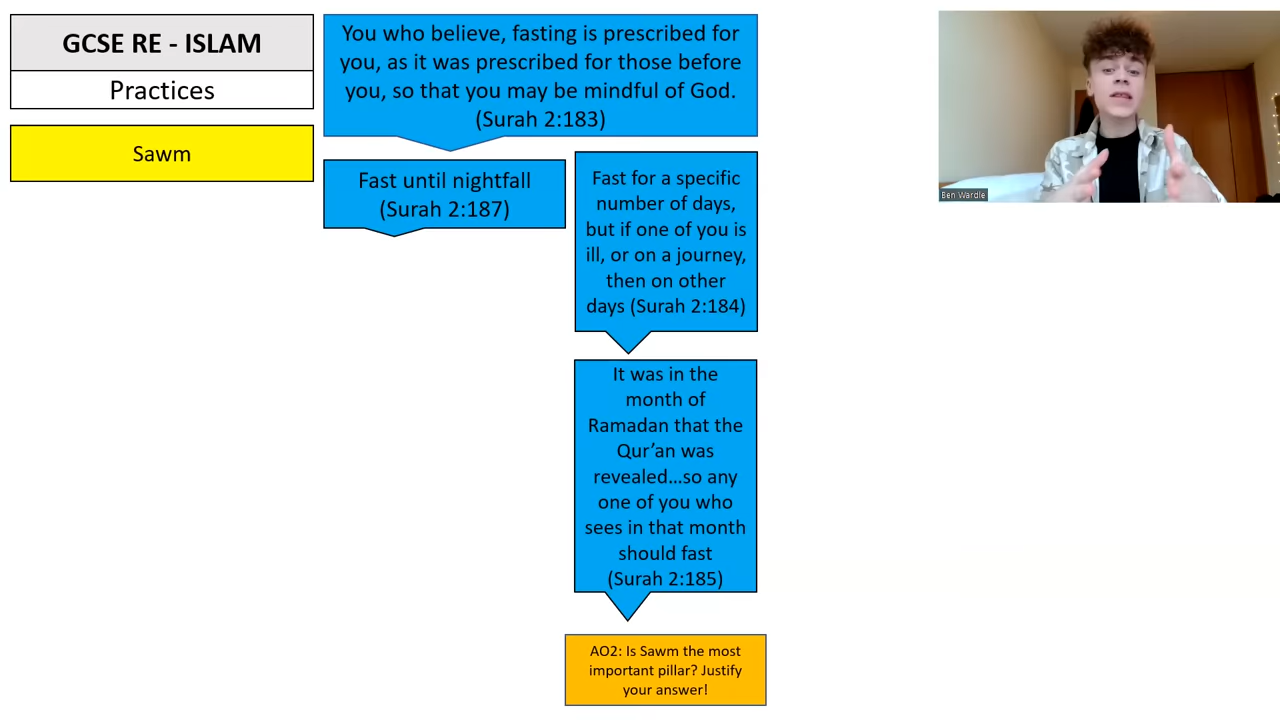 GCSE RE - ISLAM
Practices
Sawm
You who believe, fasting is prescribed for
you, as it was prescribed for those before
you, so that you may be mindful of God.
(Surah 2:183)
Fast until nightfall
(Surah 2:187)
Fast for a specific
number of days,
but if one of you is
ill, or on a journey,
then on other
days (Surah 2:184)
It was in the
month of
Ramadan that the
Qur’an was
revealed…so any
one of you who
sees in that month
should fast
(Surah 2:185)
AO2: Is Sawm the most
important pillar? Justify
your answer!
Ben Wardle